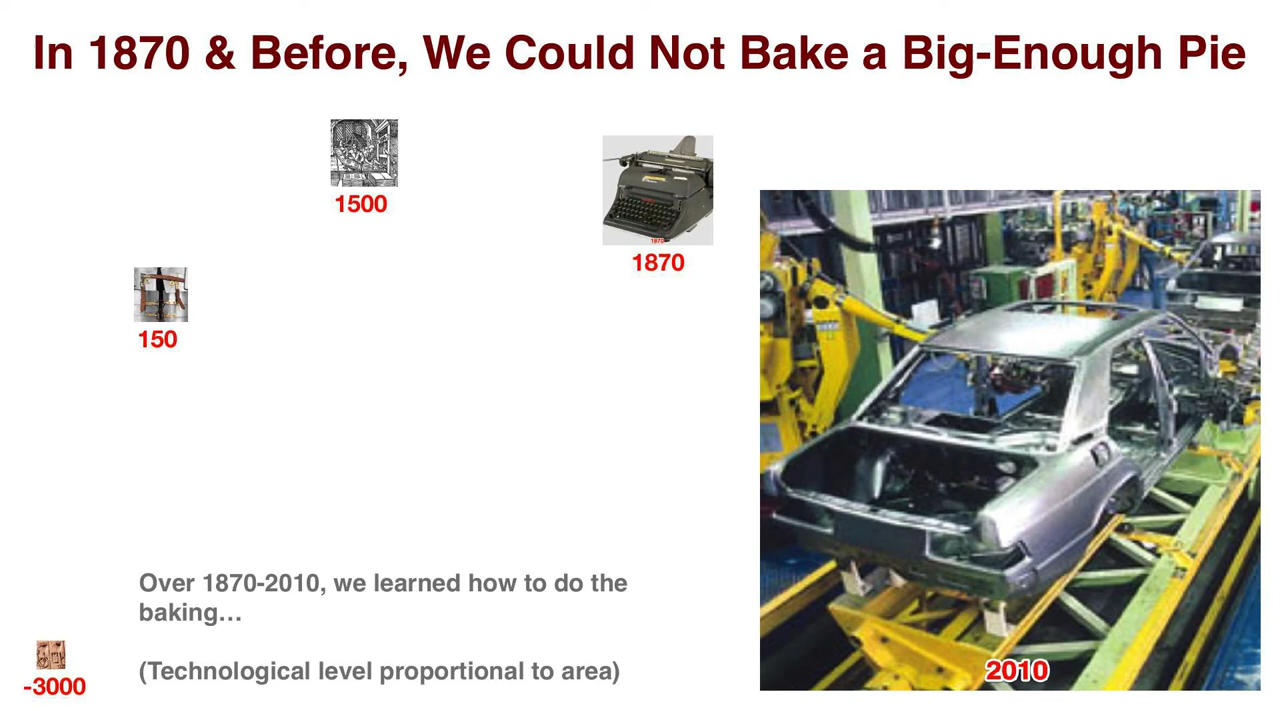 In 1870 & Before, We Could Not Bake a Big-Enough Pie
1500
1870
1870
150
Over 1870-2010, we learned how to do the
baking…
(Technological level proportional to area)
-3000
2010